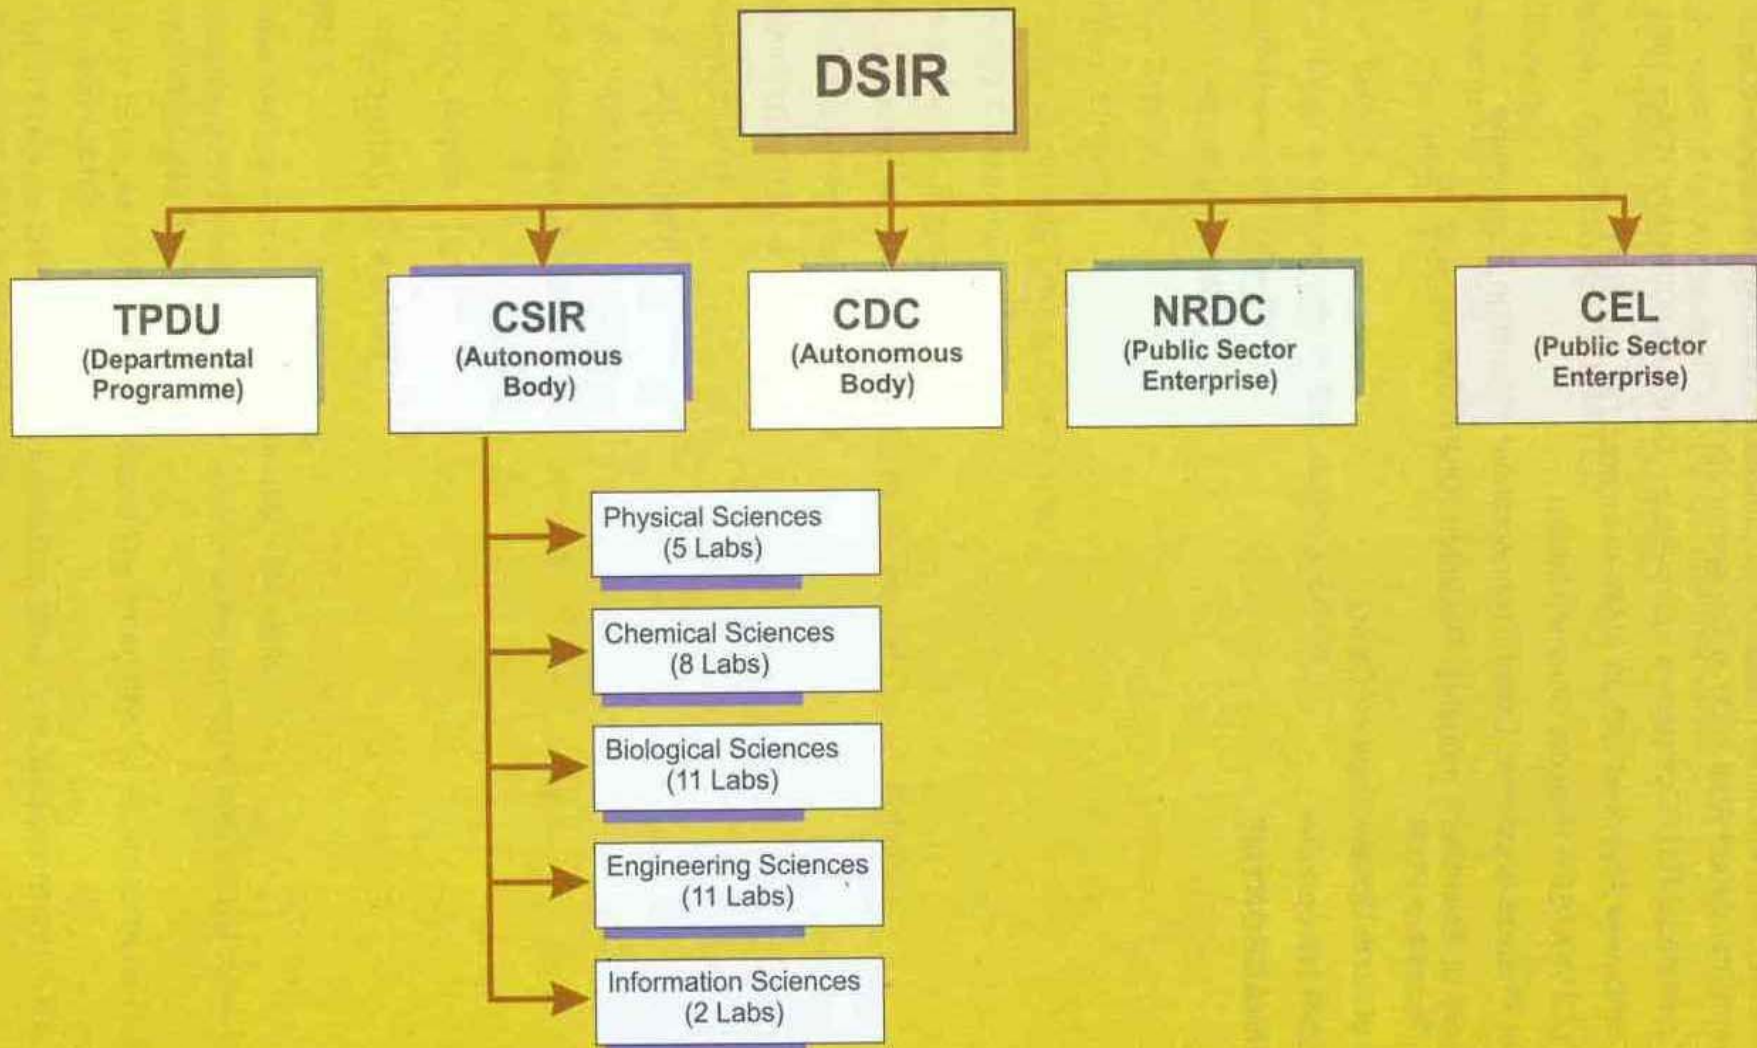 DSIR
TPDU
(Departmental
Programme)
CSIR
(Autonomous
Body)
CDC
(Autonomous
Body)
NRDC
(Public Sector
Enterprise)
CEL
(Public Sector
Enterprise)
Physical Sciences
(5 Labs)
Chemical Sciences
(8 Labs)
Biological Sciences
(11 Labs)
Engineering Sciences
(11 Labs)
Information Sciences
(2 Labs)